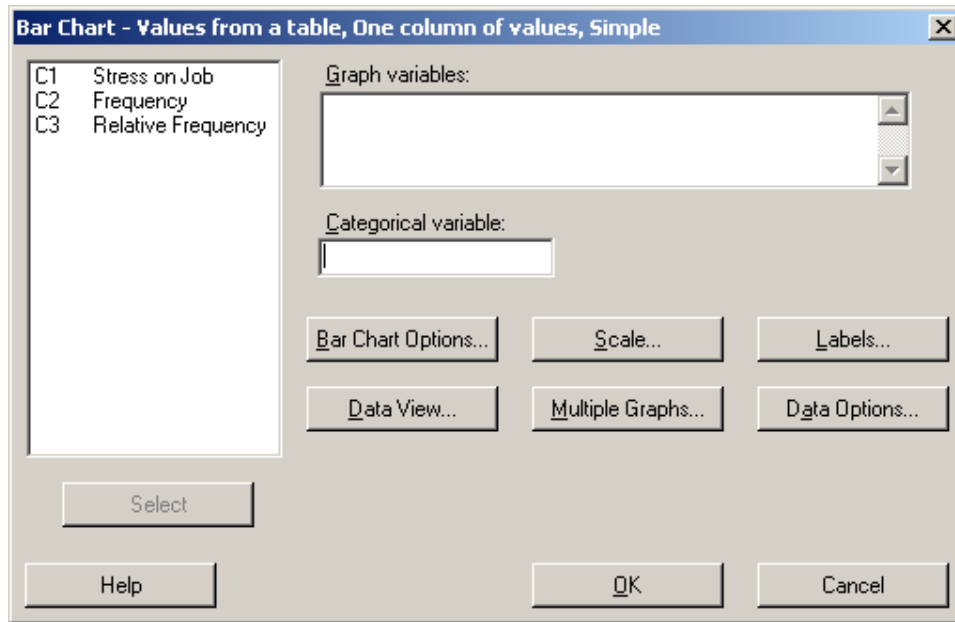 Bar Chart - Values from a table, One column of values, Simple
C1 Stress on Job
C2 Frequency
C3 Relative Frequency
Graph variables:
Categorical variable:
Bar Chart Options... Scale... Labels...
Data View... Multiple Graphs... Data Options...
Select
Help OK Cancel